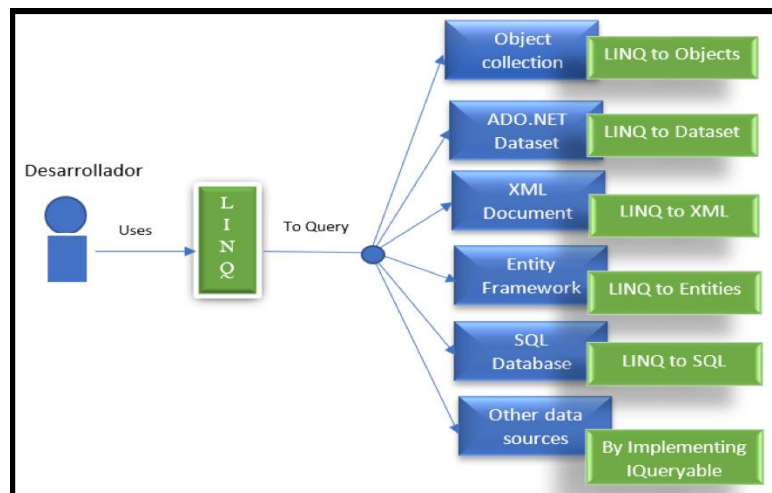 Desarrollador
Uses
L
I
N
Q
To Query
Object
collection
LINQ to Objects
ADO.NET
Dataset
LINQ to Dataset
XML
Document
LINQ to XML
Entity
Framework
LINQ to Entities
SQL
Database
LINQ to SQL
Other data
sources
By Implementing
IQueryable